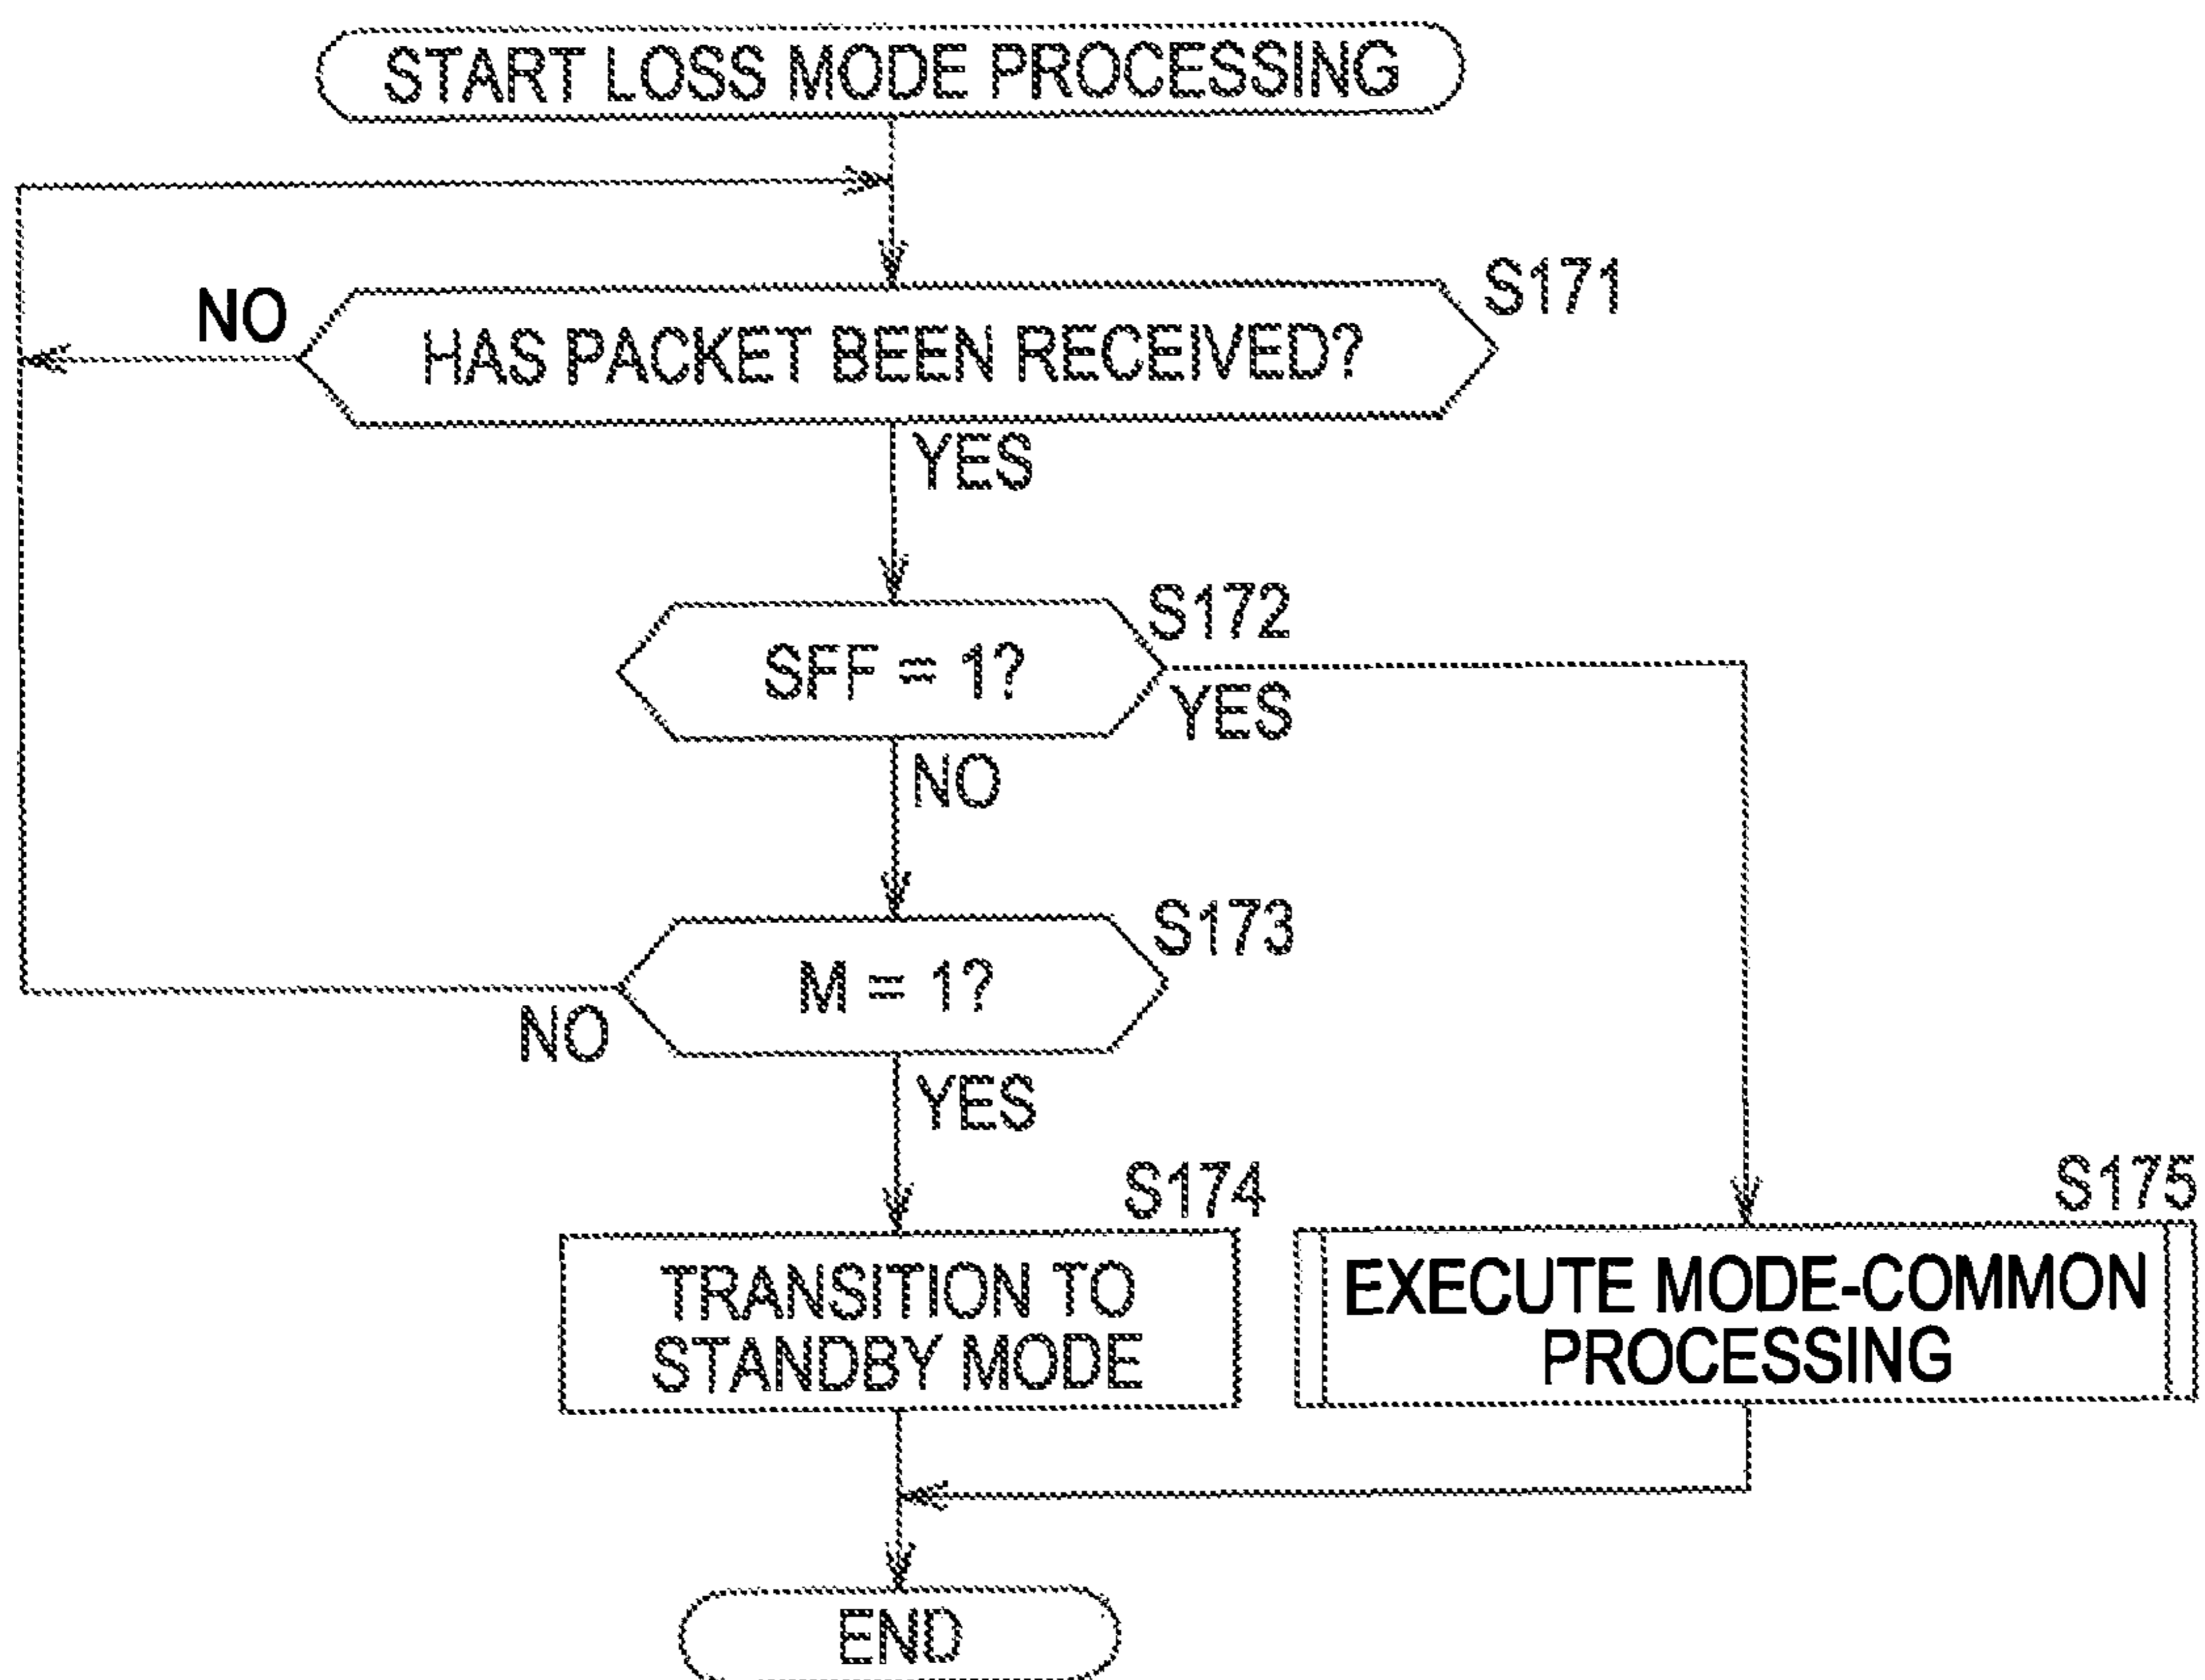 START LOSS MODE PROCESSING
S171
NO
HAS PACKET BEEN RECEIVED?
YES
S172
SFF = 1?
YES
NO
S173
M = 1?
NO
YES
S174
TRANSITION TO
STANDBY MODE
S175
EXECUTE MODE-COMMON
PROCESSING
END